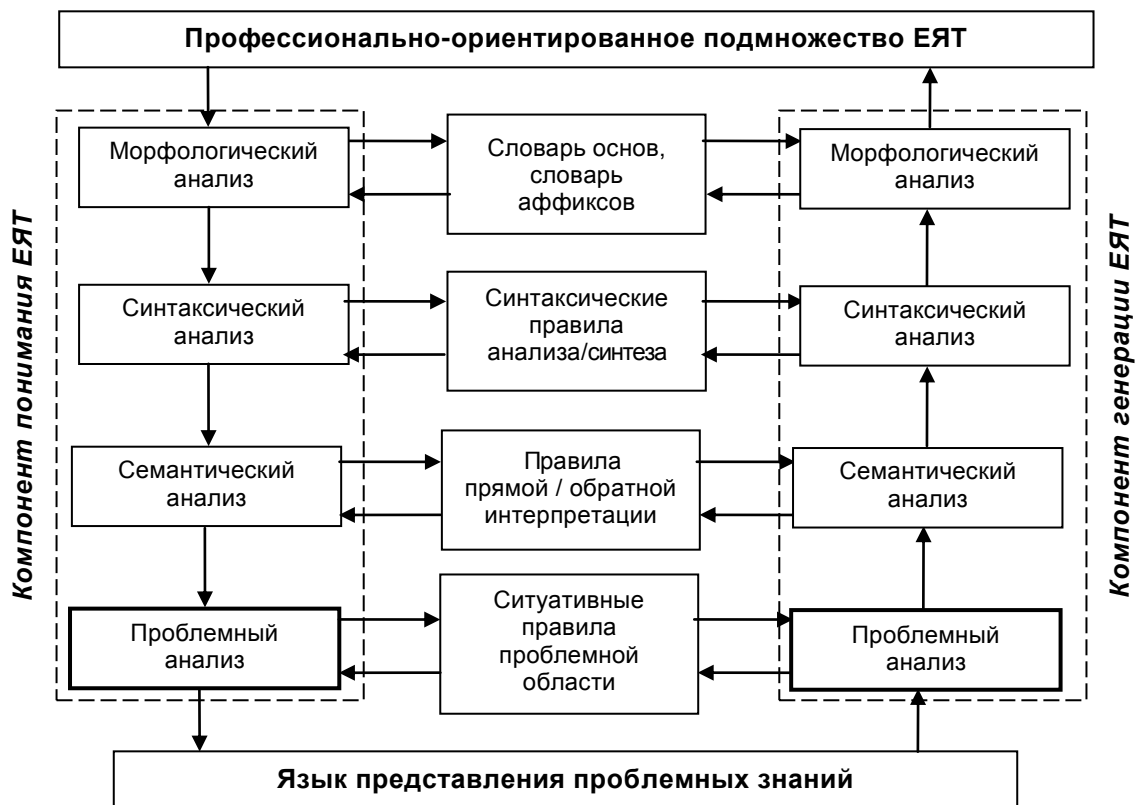 Профессионально-ориентированное подмножество ЕЯТ
Компонент понимания ЕЯТ
Морфологический
анализ
Словарь основ,
словарь
аффиксов
Морфологический
анализ
Синтаксический
анализ
Синтаксические
правила
анализа/синтеза
Синтаксический
анализ
Семантический
анализ
Правила
прямой / обратной
интерпретации
Семантический
анализ
Проблемный
анализ
Ситуативные
правила
проблемной
области
Проблемный
анализ
Компонент генерации ЕЯТ
Язык представления проблемных знаний